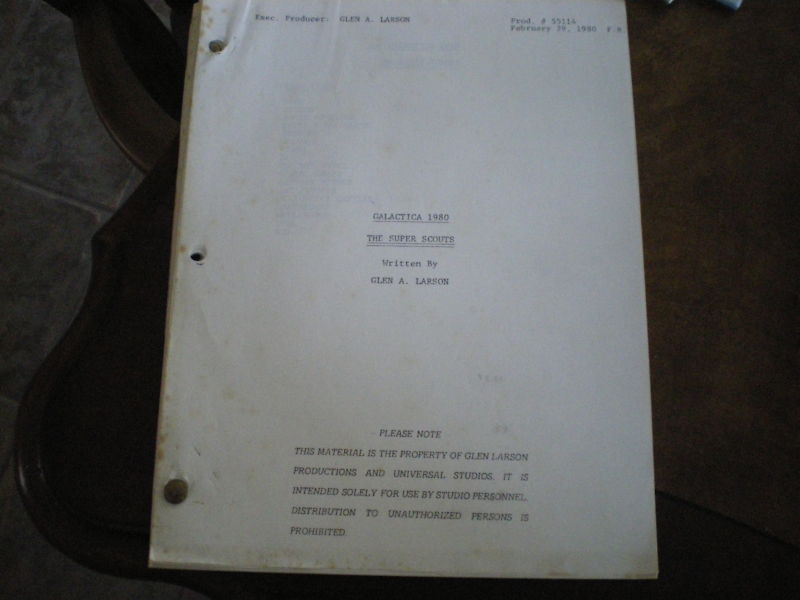 Exec. Producer: GLEN A. LARSON
Prod. # 55114
February 29, 1980 F.R.
GALACTICA 1980
THE SUPER SCOUTS
Written By
GLEN A. LARSON
PLEASE NOTE
THIS MATERIAL IS THE PROPERTY OF GLEN LARSON
PRODUCTIONS AND UNIVERSAL STUDIOS. IT IS
INTENDED SOLELY FOR USE BY STUDIO PERSONNEL.
DISTRIBUTION TO UNAUTHORIZED PERSONS IS
PROHIBITED.